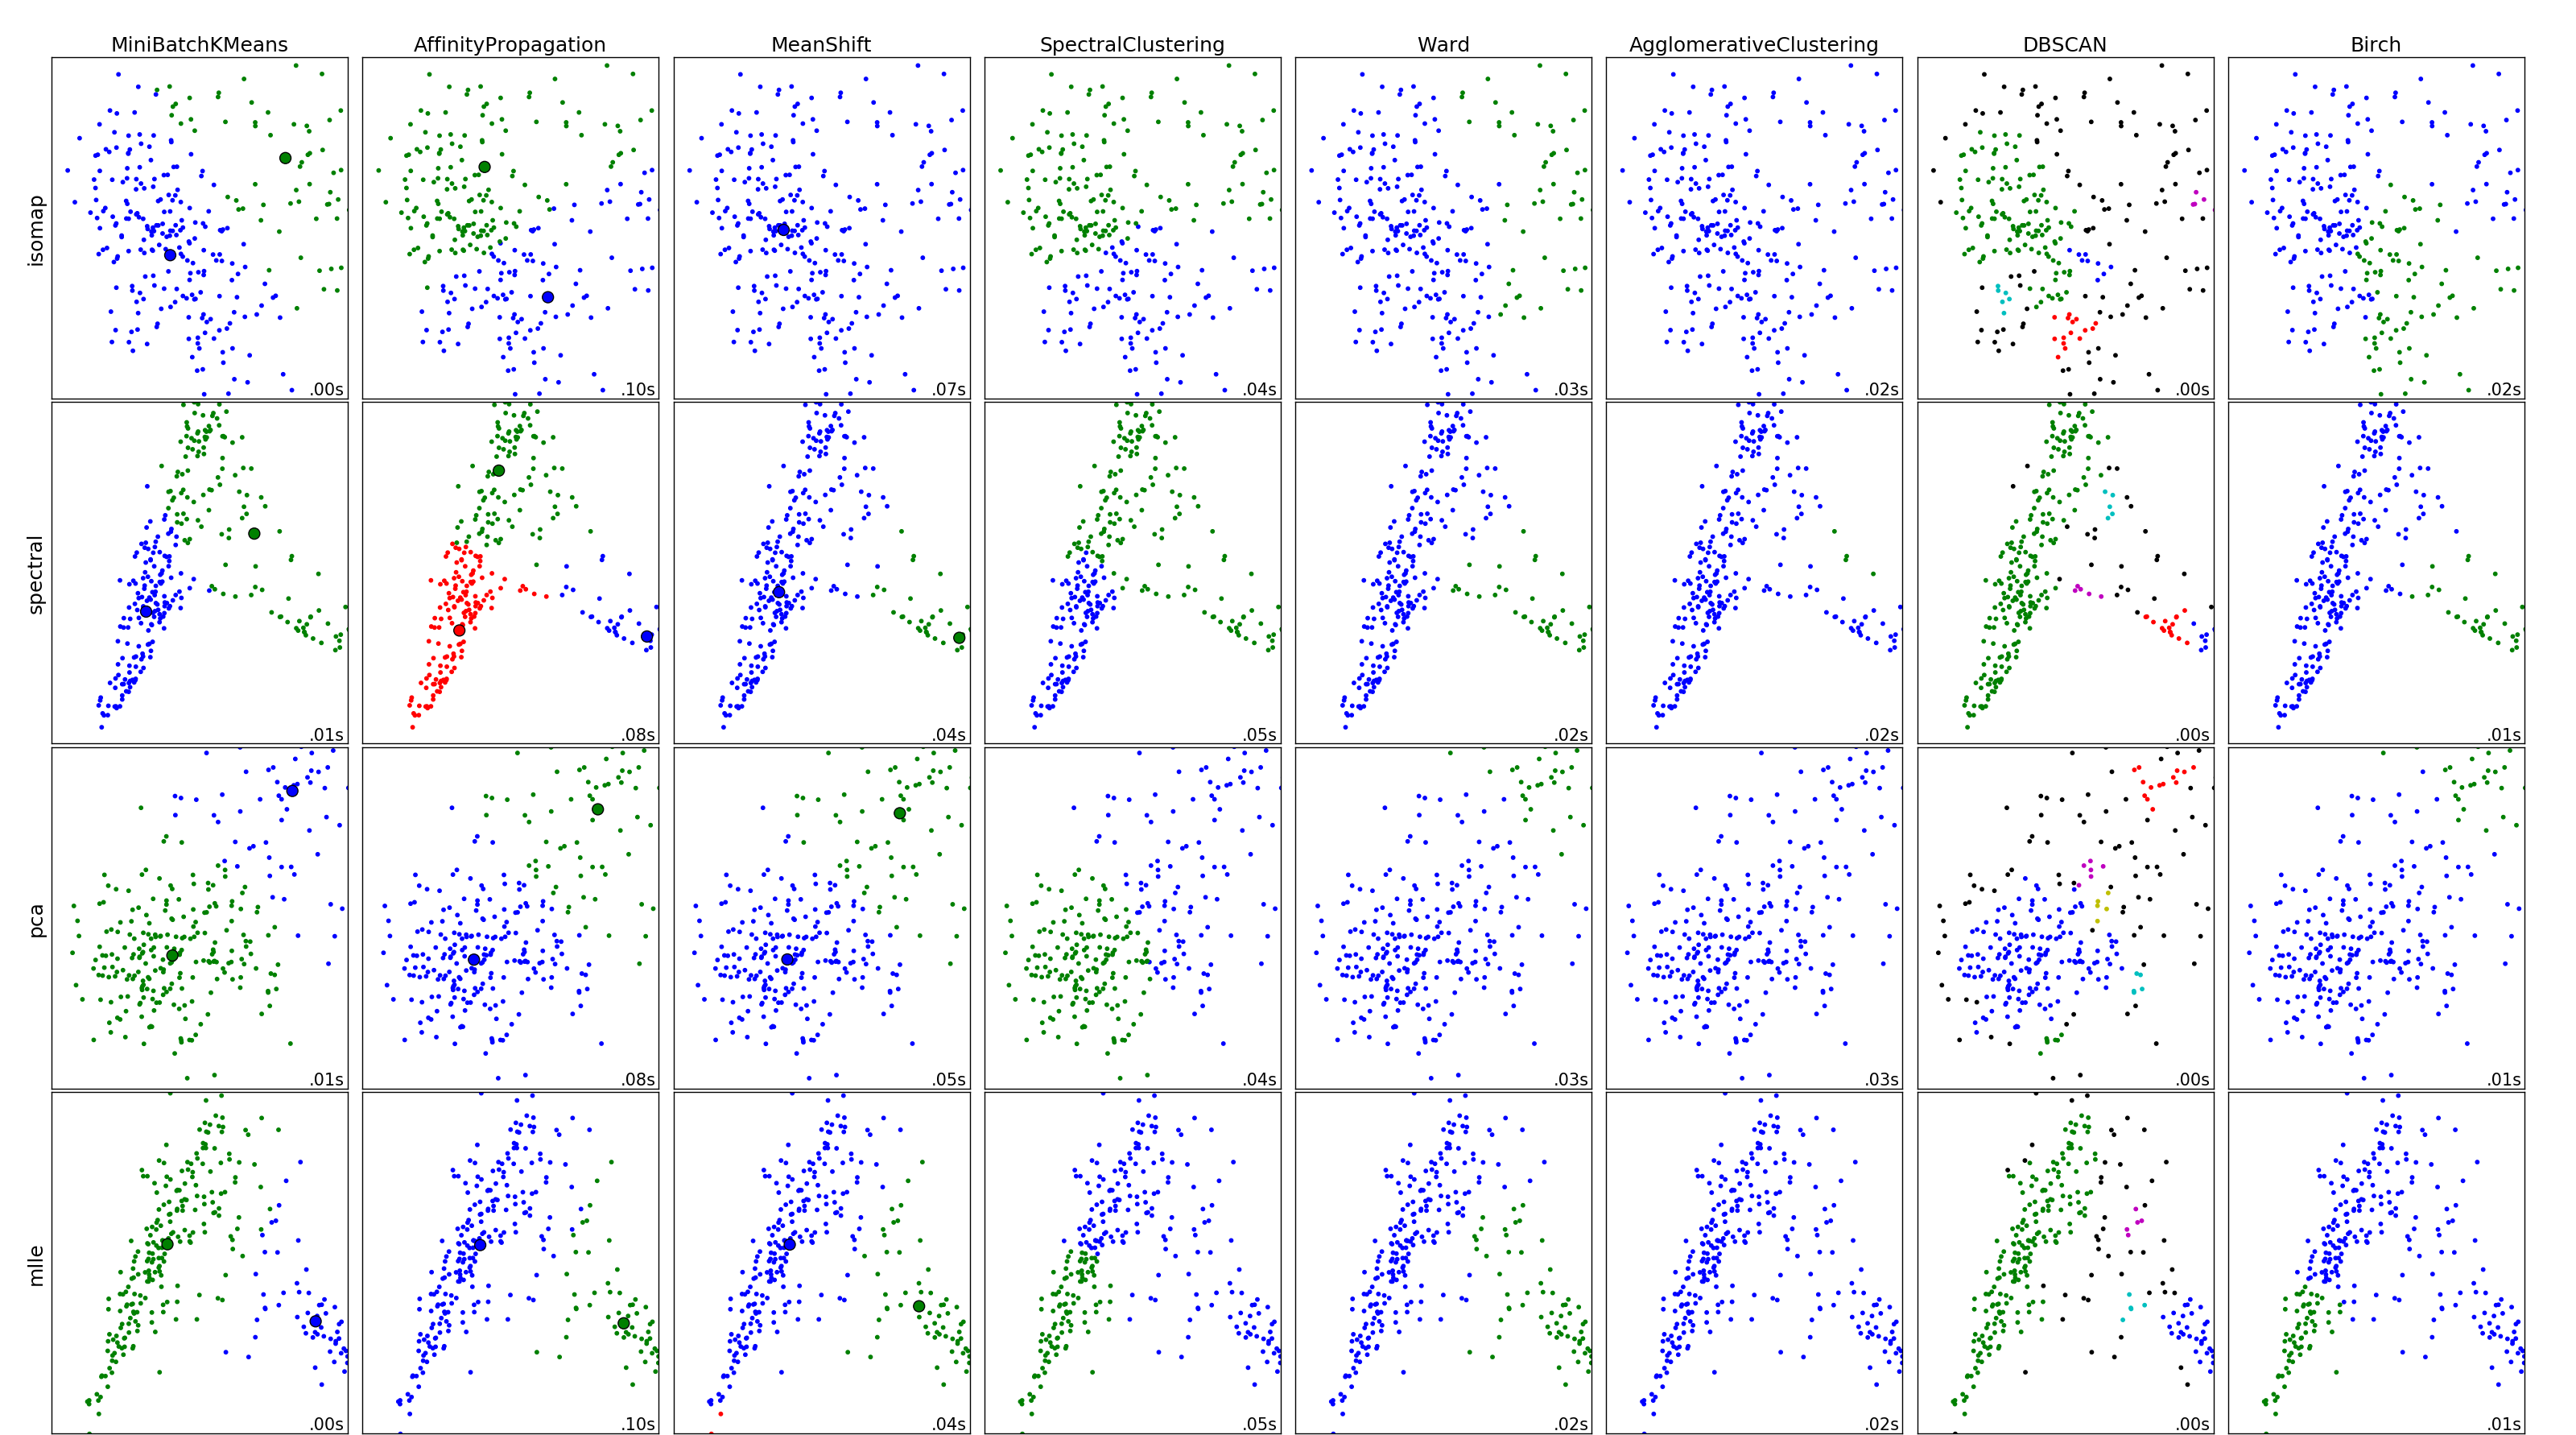 MiniBatchKMeans AffinityPropagation MeanShift SpectralClustering Ward AgglomerativeClustering DBSCAN Birch
isomap
.00s .10s .07s .04s .03s .02s .00s .02s
spectral
.01s .08s .04s .05s .02s .02s .00s .01s
pca
.01s .08s .05s .04s .03s .03s .00s .01s
mlle
.00s .10s .04s .05s .02s .02s .00s .01s